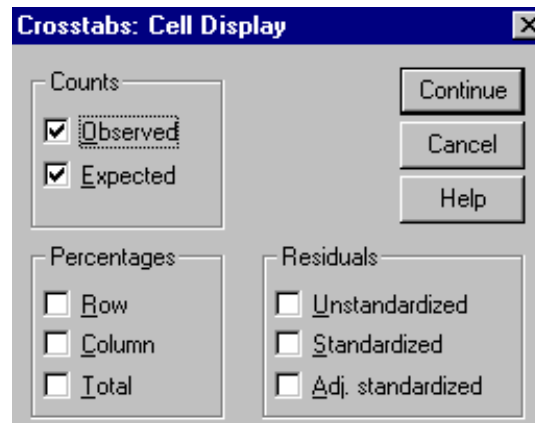 Crosstabs: Cell Display
Counts
Observed
Expected
Continue
Cancel
Help
Percentages
Row
Column
Total
Residuals
Unstandardized
Standardized
Adj. standardized